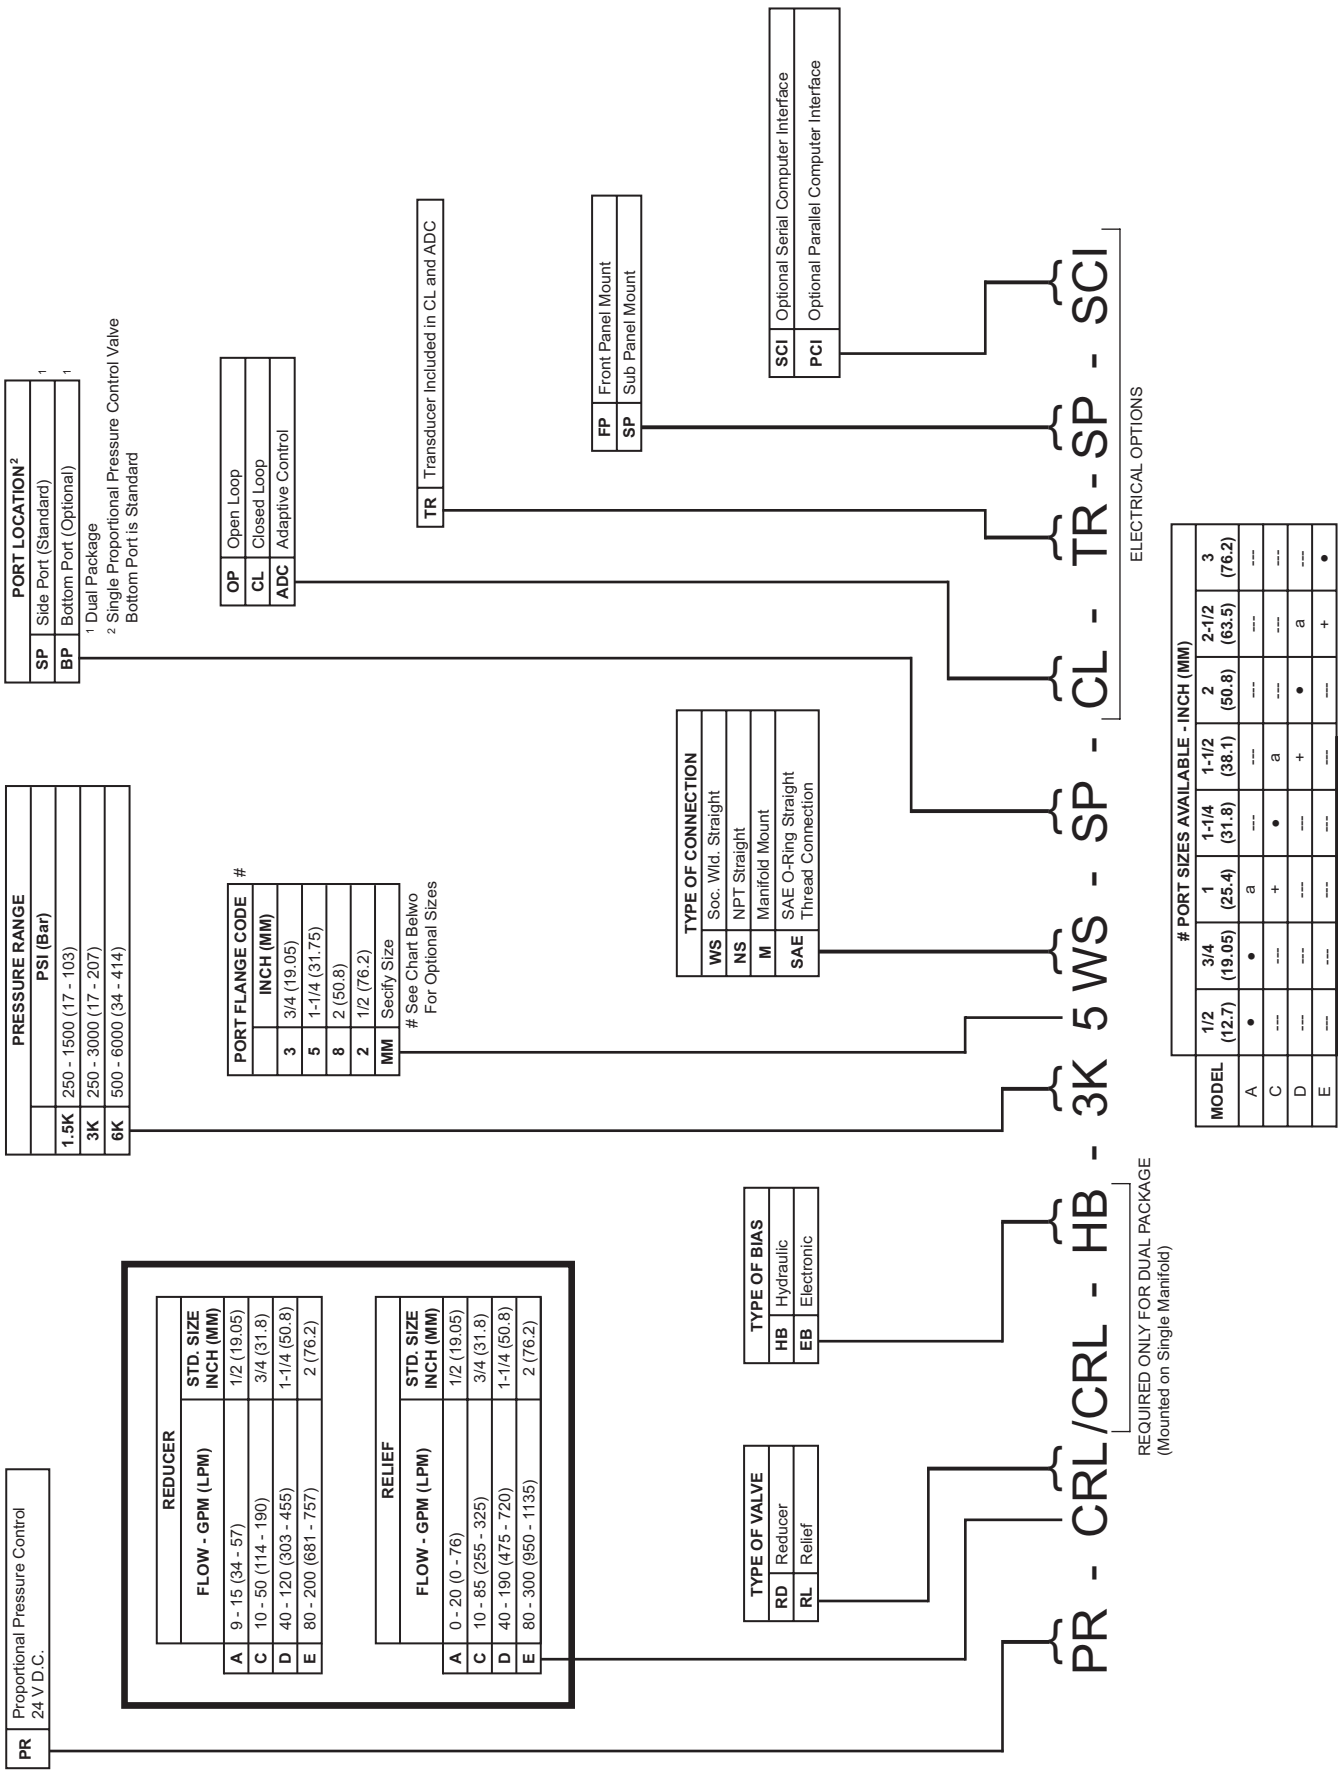 PR Proportional Pressure Control
24 V D.C.
REDUCER
FLOW - GPM (LPM) STD. SIZE
INCH (MM)
A 9 - 15 (34 - 57) 1/2 (19.05)
C 10 - 50 (114 - 190) 3/4 (31.8)
D 40 - 120 (303 - 455) 1-1/4 (50.8)
E 80 - 200 (681 - 757) 2 (76.2)
RELIEF
FLOW - GPM (LPM) STD. SIZE
INCH (MM)
A 0 - 20 (0 - 76) 1/2 (19.05)
C 10 - 85 (255 - 325) 3/4 (31.8)
D 40 - 190 (475 - 720) 1-1/4 (50.8)
E 80 - 300 (950 - 1135) 2 (76.2)
TYPE OF VALVE
RD Reducer
RL Relief
TYPE OF BIAS
HB Hydraulic
EB Electronic
PRESSURE RANGE
PSI (Bar)
1.5K 250 - 1500 (17 - 103)
3K 250 - 3000 (17 - 207)
6K 500 - 6000 (34 - 414)
PORT FLANGE CODE #
INCH (MM)
3 3/4 (19.05)
5 1-1/4 (31.75)
8 2 (50.8)
2 1/2 (76.2)
MM Secify Size
# See Chart Belwo
For Optional Sizes
TYPE OF CONNECTION
WS Soc. Wld. Straight
NS NPT Straight
M Manifold Mount
SAE SAE O-Ring Straight
Thread Connection
PORT LOCATION 2
SP Side Port (Standard) 1
BP Bottom Port (Optional) 1
1 Dual Package
2 Single Proportional Pressure Control Valve
Bottom Port is Standard
OP Open Loop
CL Closed Loop
ADC Adaptive Control
TR Transducer Included in CL and ADC
FP Front Panel Mount
SP Sub Panel Mount
SCI Optional Serial Computer Interface
PCI Optional Parallel Computer Interface
PR - CRL /CRL - HB - 3K 5 WS - SP - CL - TR - SP - SCI
REQUIRED ONLY FOR DUAL PACKAGE
(Mounted on Single Manifold)
ELECTRICAL OPTIONS
# PORT SIZES AVAILABLE - INCH (MM)
MODEL 1/2 3/4 1 1-1/4 1-1/2 2 2-1/2 3
(12.7) (19.05) (25.4) (31.8) (38.1) (50.8) (63.5) (76.2)
A • • a --- --- --- --- ---
C --- --- + • a --- --- ---
D --- --- --- --- + • a ---
E --- --- --- --- --- --- + •